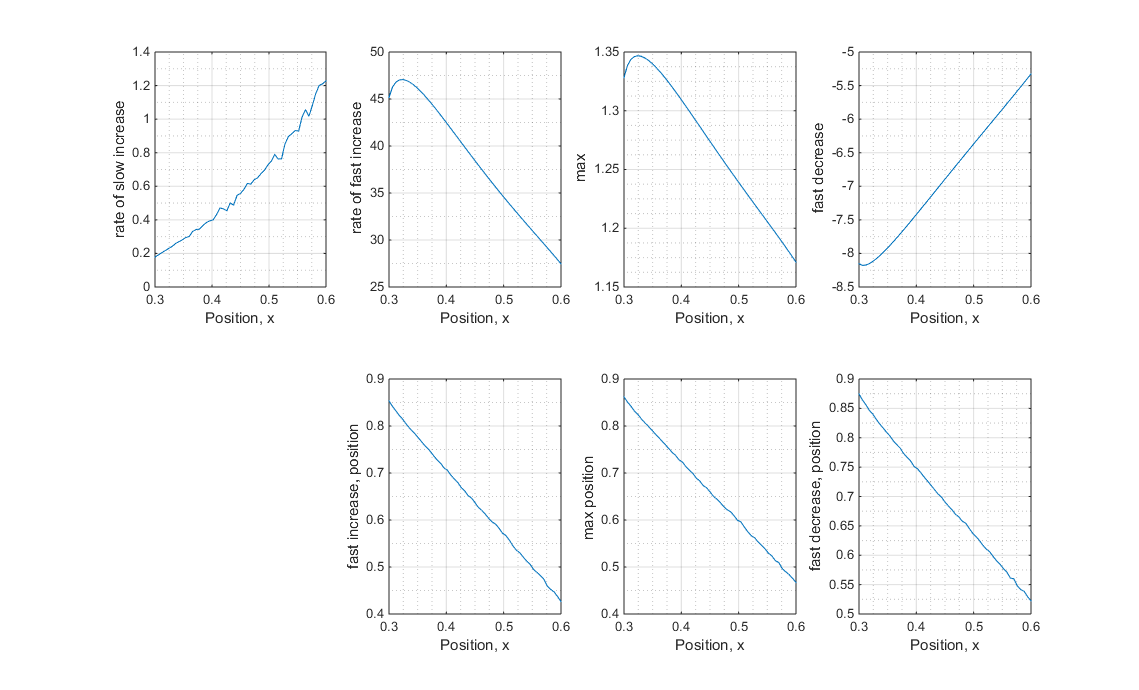 1.4
1.2
1
0.8
0.6
0.4
0.2
0
0.3 0.4 0.5 0.6
rate of slow increase
Position, x
50
45
40
35
30
25
0.3 0.4 0.5 0.6
rate of fast increase
Position, x
1.35
1.3
1.25
1.2
1.15
0.3 0.4 0.5 0.6
max
Position, x
-5
-5.5
-6
-6.5
-7
-7.5
-8
-8.5
0.3 0.4 0.5 0.6
fast decrease
Position, x
0.9
0.8
0.7
0.6
0.5
0.4
0.3 0.4 0.5 0.6
fast increase, position
Position, x
0.9
0.8
0.7
0.6
0.5
0.4
0.3 0.4 0.5 0.6
max position
Position, x
0.9
0.85
0.8
0.75
0.7
0.65
0.6
0.55
0.5
0.3 0.4 0.5 0.6
fast decrease, position
Position, x